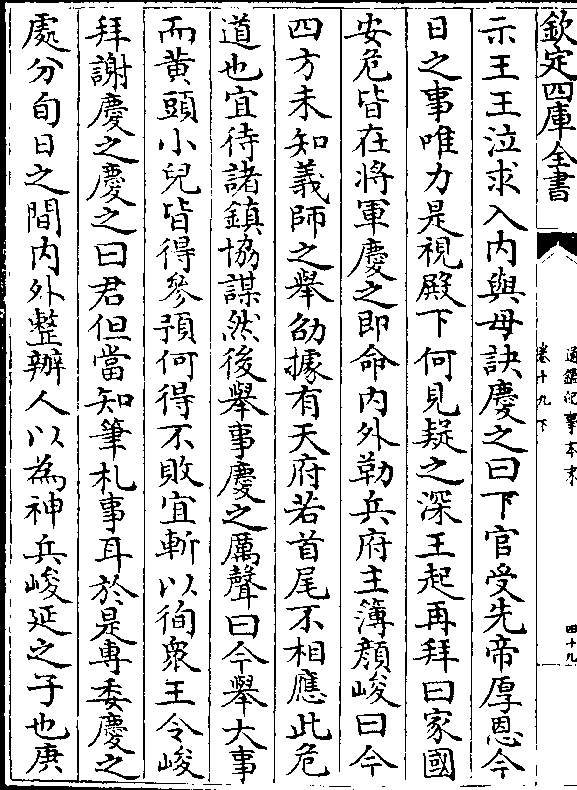 欽定四庫全書
通鑑紀事本末
卷十九下
四十九
示王王泣求入內與母訣慶之曰下官受先帝厚恩今
日之事唯力是視殿下何見疑之深王起再拜曰家國
安危皆在將軍慶之即命內外勒兵府主簿顏峻曰今
四方未知義師之舉劭據有天府若首尾不相應此危
道也宜待諸鎮協謀然後舉事慶之厲聲曰今舉大事
而黃頭小兒皆得參預何得不敗宜斬以徇衆王令峻
拜謝慶之慶之曰君但當知筆札事耳於是専委慶之
處分旬日之間內外整辦人以為神兵峻延之子也庚